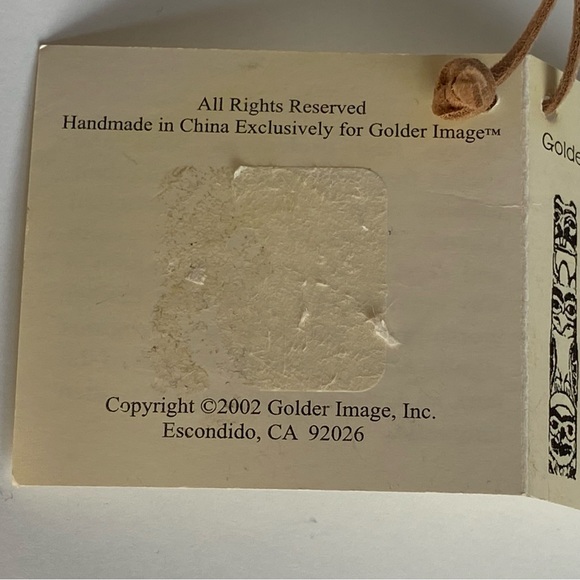 All Rights Reserved
Handmade in China Exclusively for Golder Image™
Copyright ©2002 Golder Image, Inc.
Escondido, CA 92026
Golde